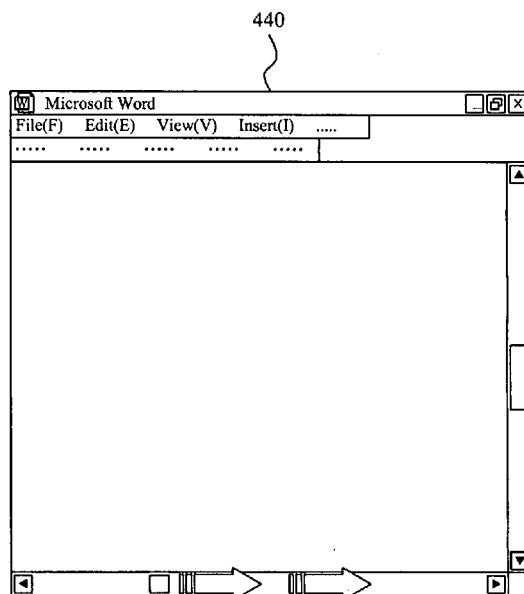 440
W Microsoft Word
File(F) Edit(E) View(V) Insert(I) .....
..... ..... ..... ..... .....